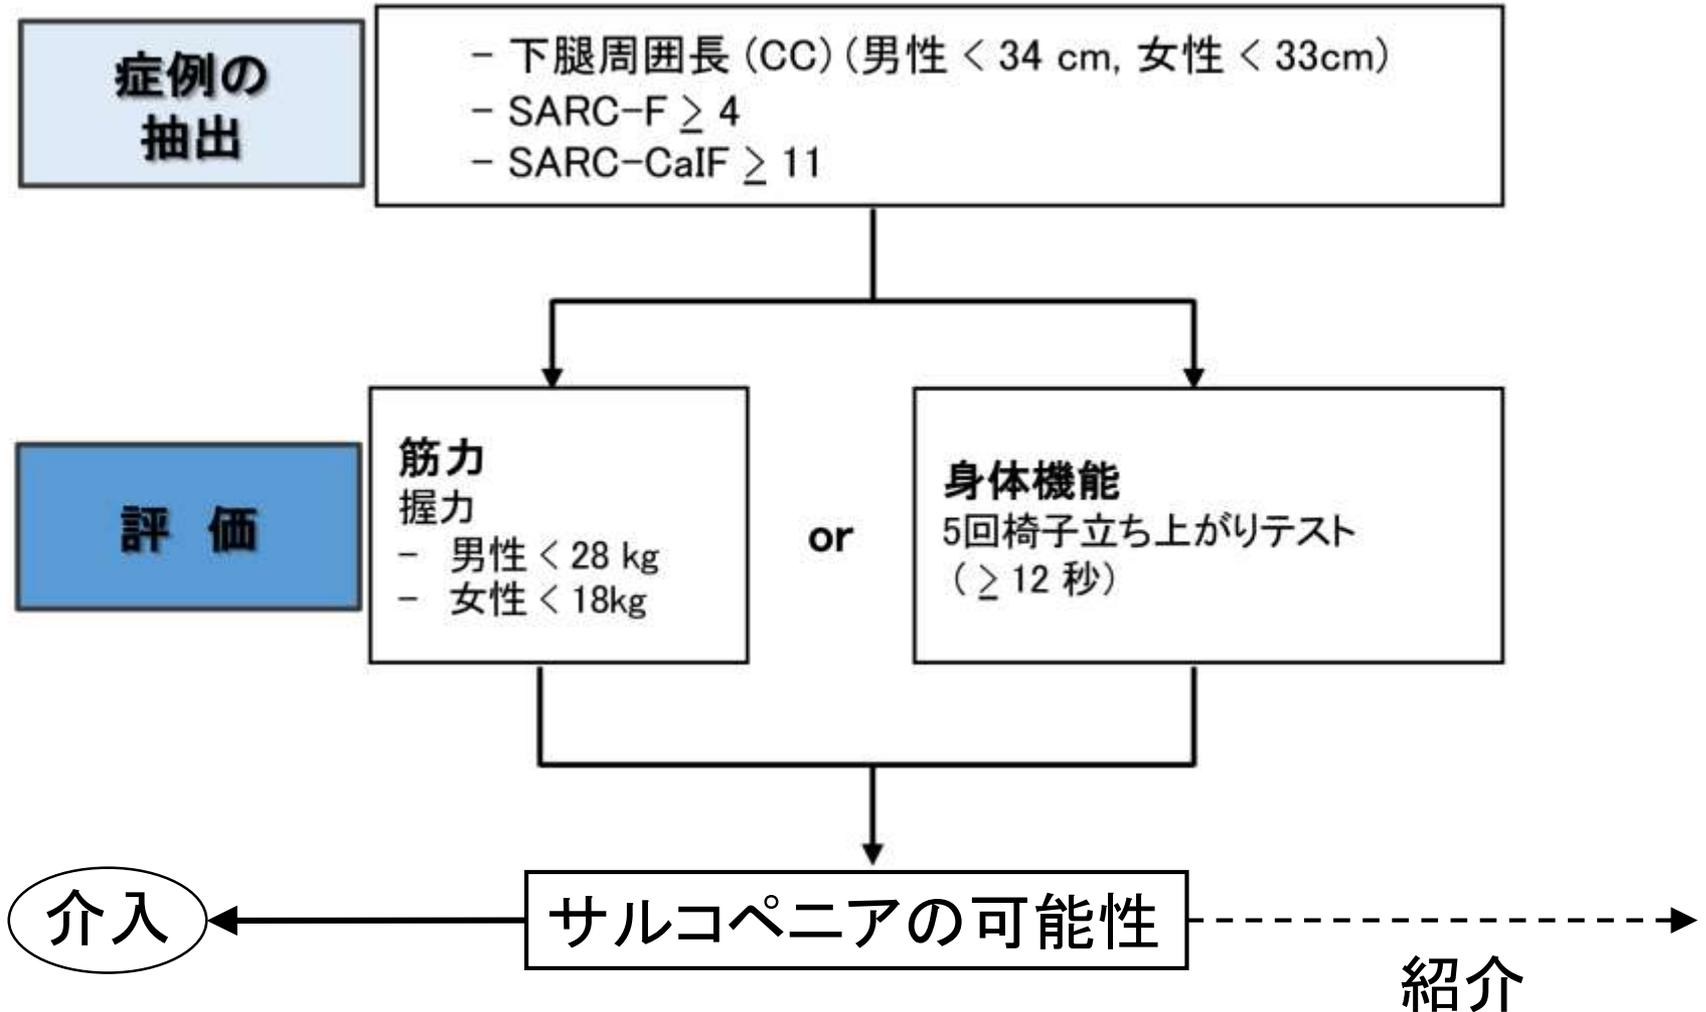 症例の
抽出
- 下腿周囲長 (CC) (男性 < 34 cm, 女性 < 33cm)
- SARC-F ≥ 4
- SARC-CalF ≥ 11
評 価
筋力
握力
- 男性 < 28 kg
- 女性 < 18kg
or
身体機能
5回椅子立ち上がりテスト
( ≥ 12 秒)
介入
サルコペニアの可能性
紹介